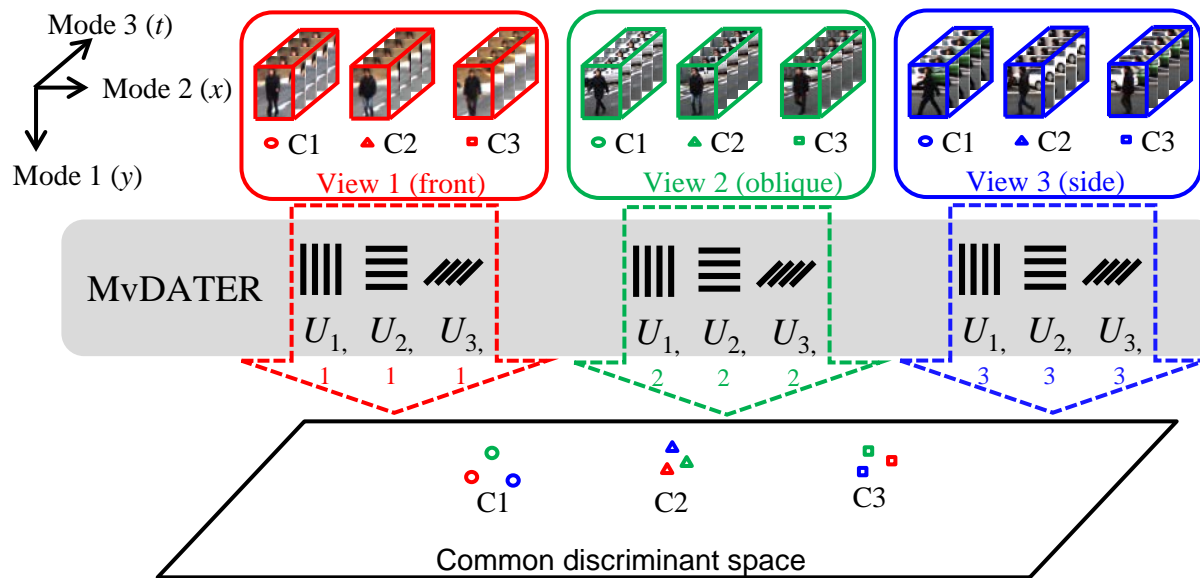 Mode 3 (t)
Mode 2 (x)
Mode 1 (y)
C1 C2 C3
View 1 (front)
C1 C2 C3
View 2 (oblique)
C1 C2 C3
View 3 (side)
MvDATER
U1, U2, U3,
1 1 1
U1, U2, U3,
2 2 2
U1, U2, U3,
3 3 3
C1 C2 C3
Common discriminant space